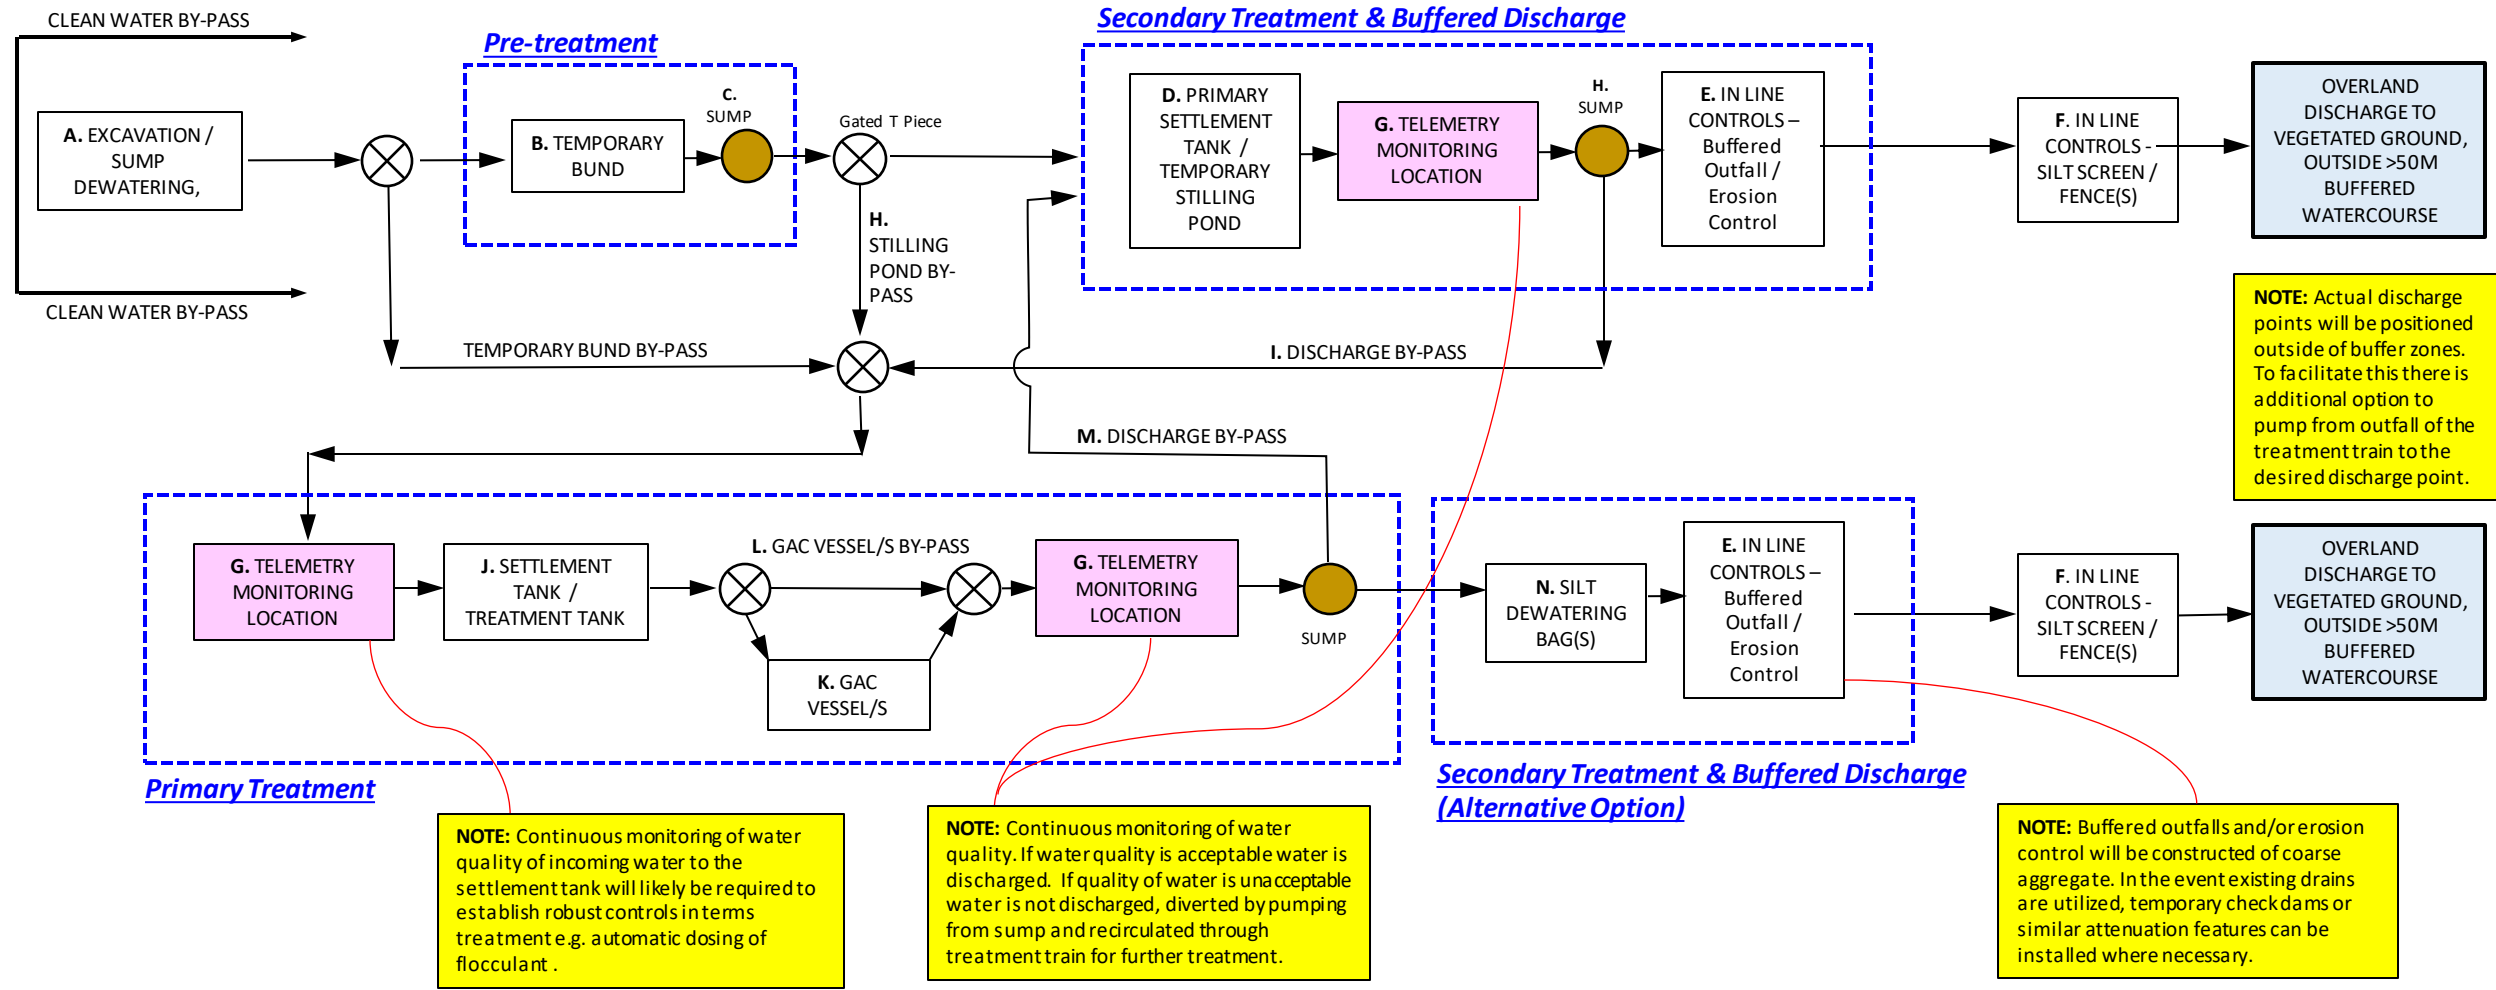 CLEAN WATER BY-PASS
Pre-treatment
Secondary Treatment & Buffered Discharge
A. EXCAVATION /
SUMP
DEWATERING,
B. TEMPORARY
BUND
C.
SUMP
Gated T Piece
D. PRIMARY
SETTLEMENT
TANK /
TEMPORARY
STILLING
POND
G. TELEMETRY
MONITORING
LOCATION
H.
SUMP
E. IN LINE
CONTROLS –
Buffered
Outfall /
Erosion
Control
F. IN LINE
CONTROLS -
SILT SCREEN /
FENCE(S)
OVERLAND
DISCHARGE TO
VEGETATED GROUND,
OUTSIDE >50M
BUFFERED
WATERCOURSE
H.
STILLING
POND BY-
PASS
CLEAN WATER BY-PASS
TEMPORARY BUND BY-PASS
I. DISCHARGE BY-PASS
NOTE: Actual discharge
points will be positioned
outside of buffer zones.
To facilitate this there is
additional option to
pump from outfall of the
treatment train to the
desired discharge point.
M. DISCHARGE BY-PASS
G. TELEMETRY
MONITORING
LOCATION
J. SETTLEMENT
TANK /
TREATMENT TANK
L. GAC VESSEL/S BY-PASS
K. GAC
VESSEL/S
G. TELEMETRY
MONITORING
LOCATION
SUMP
N. SILT
DEWATERING
BAG(S)
E. IN LINE
CONTROLS –
Buffered
Outfall /
Erosion
Control
F. IN LINE
CONTROLS -
SILT SCREEN /
FENCE(S)
OVERLAND
DISCHARGE TO
VEGETATED GROUND,
OUTSIDE >50M
BUFFERED
WATERCOURSE
Primary Treatment
Secondary Treatment & Buffered Discharge
(Alternative Option)
NOTE: Continuous monitoring of water
quality of incoming water to the
settlement tank will likely be required to
establish robust controls in terms
treatment e.g. automatic dosing of
flocculant .
NOTE: Continuous monitoring of water
quality. If water quality is acceptable water is
discharged. If quality of water is unacceptable
water is not discharged, diverted by pumping
from sump and recirculated through
treatment train for further treatment.
NOTE: Buffered outfalls and/or erosion
control will be constructed of coarse
aggregate. In the event existing drains
are utilized, temporary check dams or
similar attenuation features can be
installed where necessary.